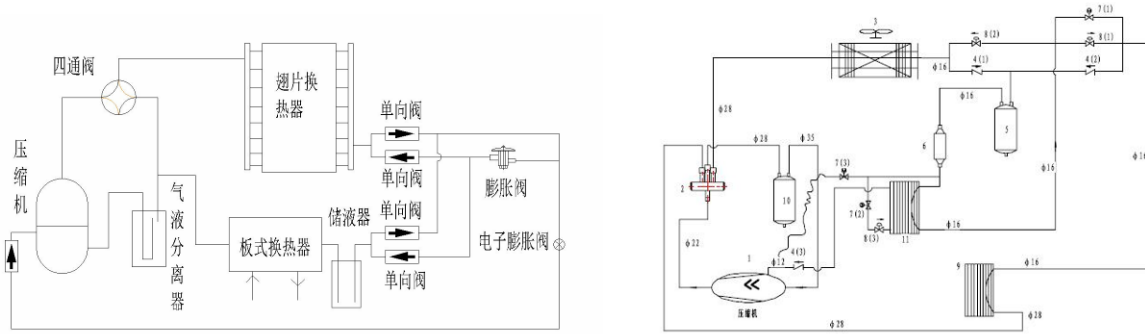 四通阀
翅片换
热器
单向阀
单向阀
压缩机
气液分离器
膨胀阀
储液器
单向阀
板式换热器
电子膨胀阀
单向阀
3
7(1)
8(2)
8(1)
φ16
4(1)
4(2)
φ28
φ16
5
6
φ28
φ35
7(3)
φ16
φ16
2
10
7(2)
8(3)
11
φ16
φ22
1
φ12
4(3)
压缩机
9
φ16
φ28
φ28